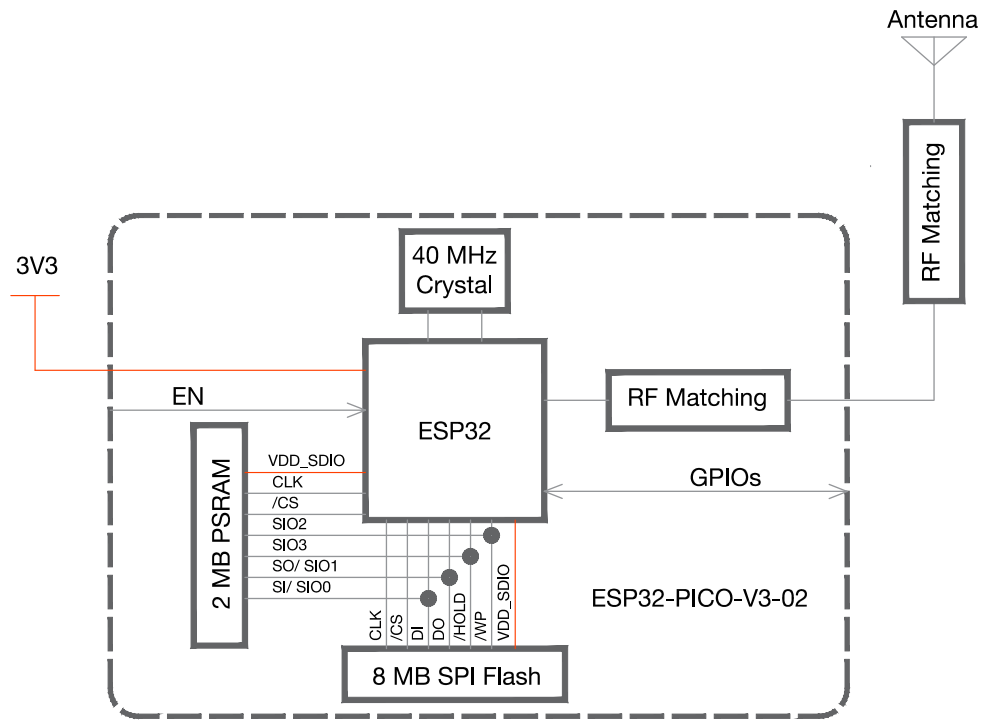 Antenna
RF Matching
40 MHz
Crystal
3V3
EN
ESP32
RF Matching
GPIOs
2 MB PSRAM
VDD_SDIO
CLK
/CS
SIO2
SIO3
SO/ SIO1
SI/ SIO0
CLK
/CS
DI
DO
/HOLD
/WP
VDD_SDIO
ESP32-PICO-V3-02
8 MB SPI Flash